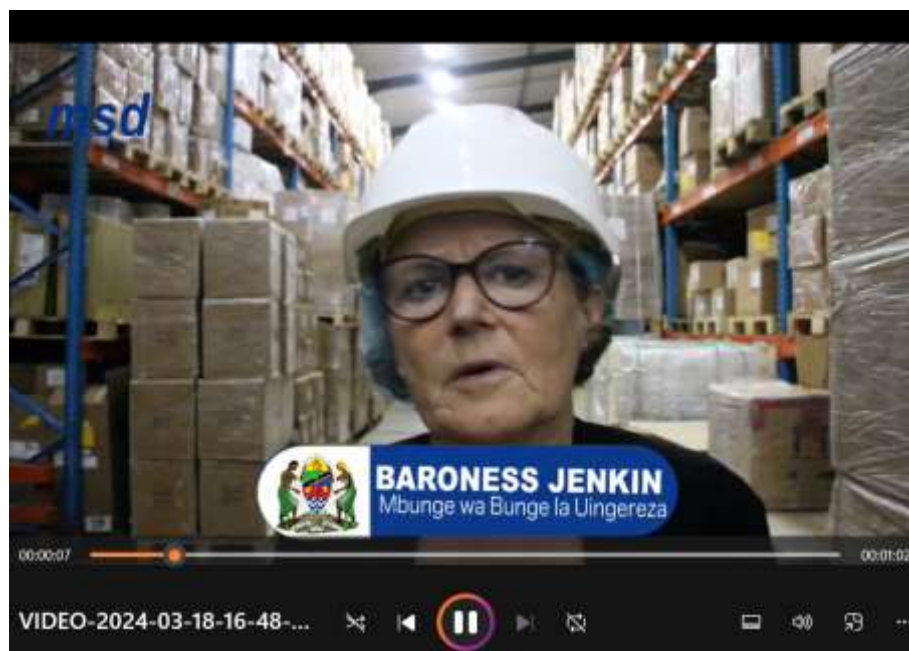 msd
BARONESS JENKIN
Mbunge wa Bunge la Uingereza
00:00:07
00:01:02
VIDEO-2024-03-18-16-48-...